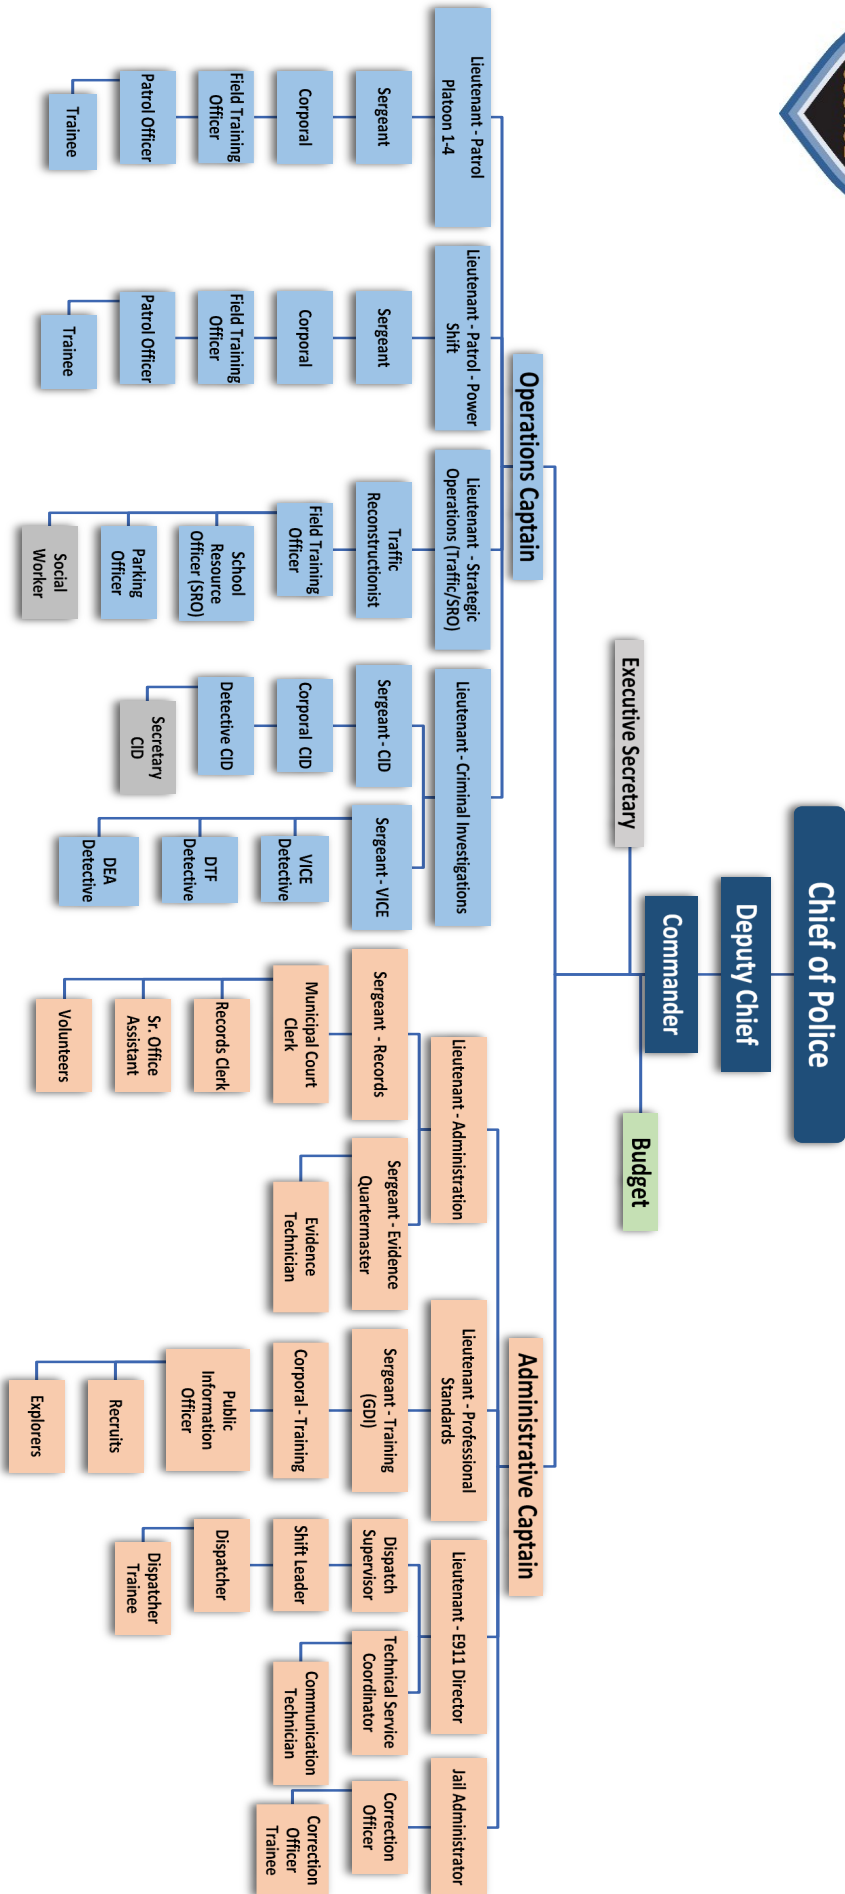 Chief of Police
Deputy Chief
Commander
Executive Secretary
Budget
Operations Captain
Administrative Captain
Lieutenant - Patrol
Platoon 1-4
Sergeant
Corporal
Field Training
Officer
Patrol Officer
Trainee
Lieutenant - Patrol - Power
Shift
Sergeant
Corporal
Field Training
Officer
Patrol Officer
Trainee
Lieutenant - Strategic
Operations (Traffic/SRO)
Traffic
Reconstructionist
Field Training
Officer
School
Resource
Officer (SRO)
Parking
Officer
Social
Worker
Lieutenant - Criminal Investigations
Sergeant - CID
Corporal CID
Detective CID
Secretary
CID
Sergeant - VICE
VICE
Detective
DTF
Detective
DEA
Detective
Lieutenant - Administration
Sergeant - Records
Municipal Court
Clerk
Records Clerk
Sr. Office
Assistant
Volunteers
Sergeant - Evidence
Quartermaster
Evidence
Technician
Lieutenant - Professional
Standards
Sergeant - Training
(GDI)
Corporal - Training
Public
Information
Officer
Recruits
Explorers
Lieutenant - E911 Director
Dispatch
Supervisor
Shift Leader
Dispatcher
Dispatcher
Trainee
Technical Service
Coordinator
Communication
Technician
Jail Administrator
Correction
Officer
Correction
Officer
Trainee